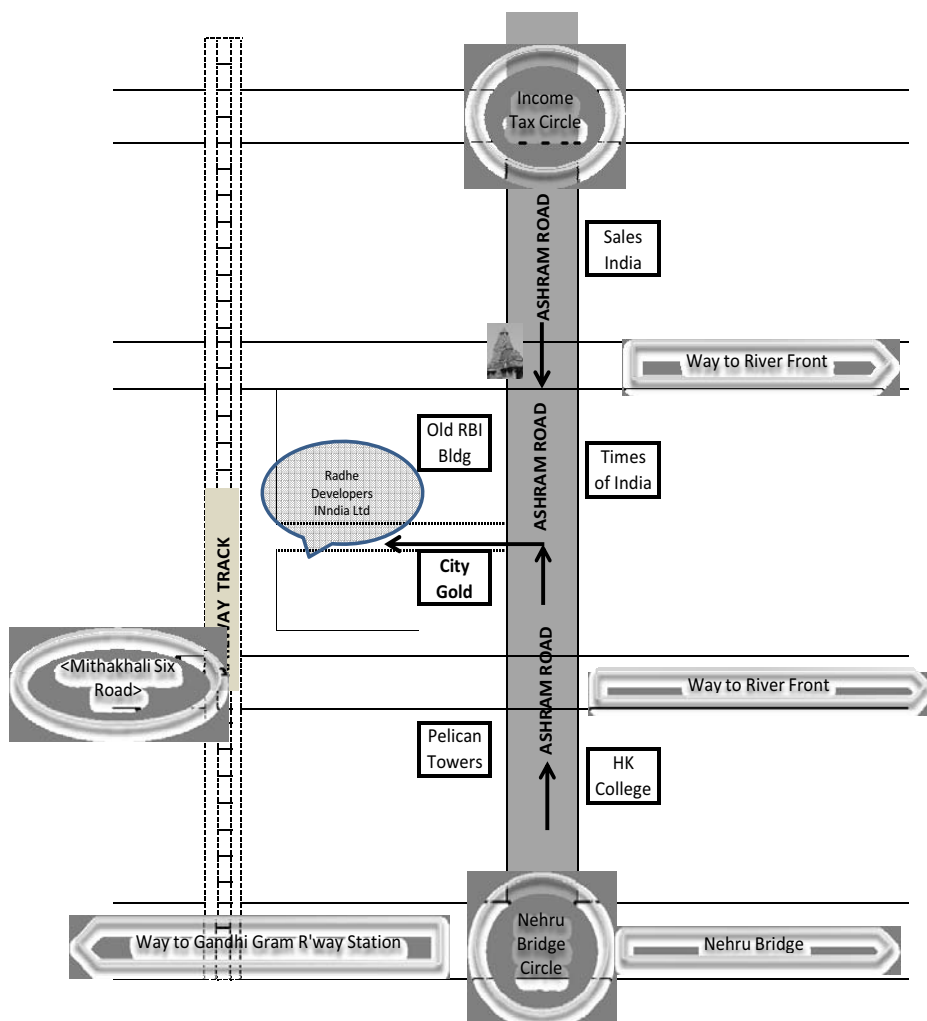 Income
Tax Circle
ASHRAM ROAD
Sales
India
Way to River Front
Old RBI
Bldg
ASHRAM ROAD
Times
of India
Radhe
Developers
INndia Ltd
City
Gold
RAILWAY TRACK
ASHRAM ROAD
<Mithakhali Six
Road>
Way to River Front
Pelican
Towers
HK
College
Way to Gandhi Gram R'way Station
Nehru
Bridge
Circle
Nehru Bridge